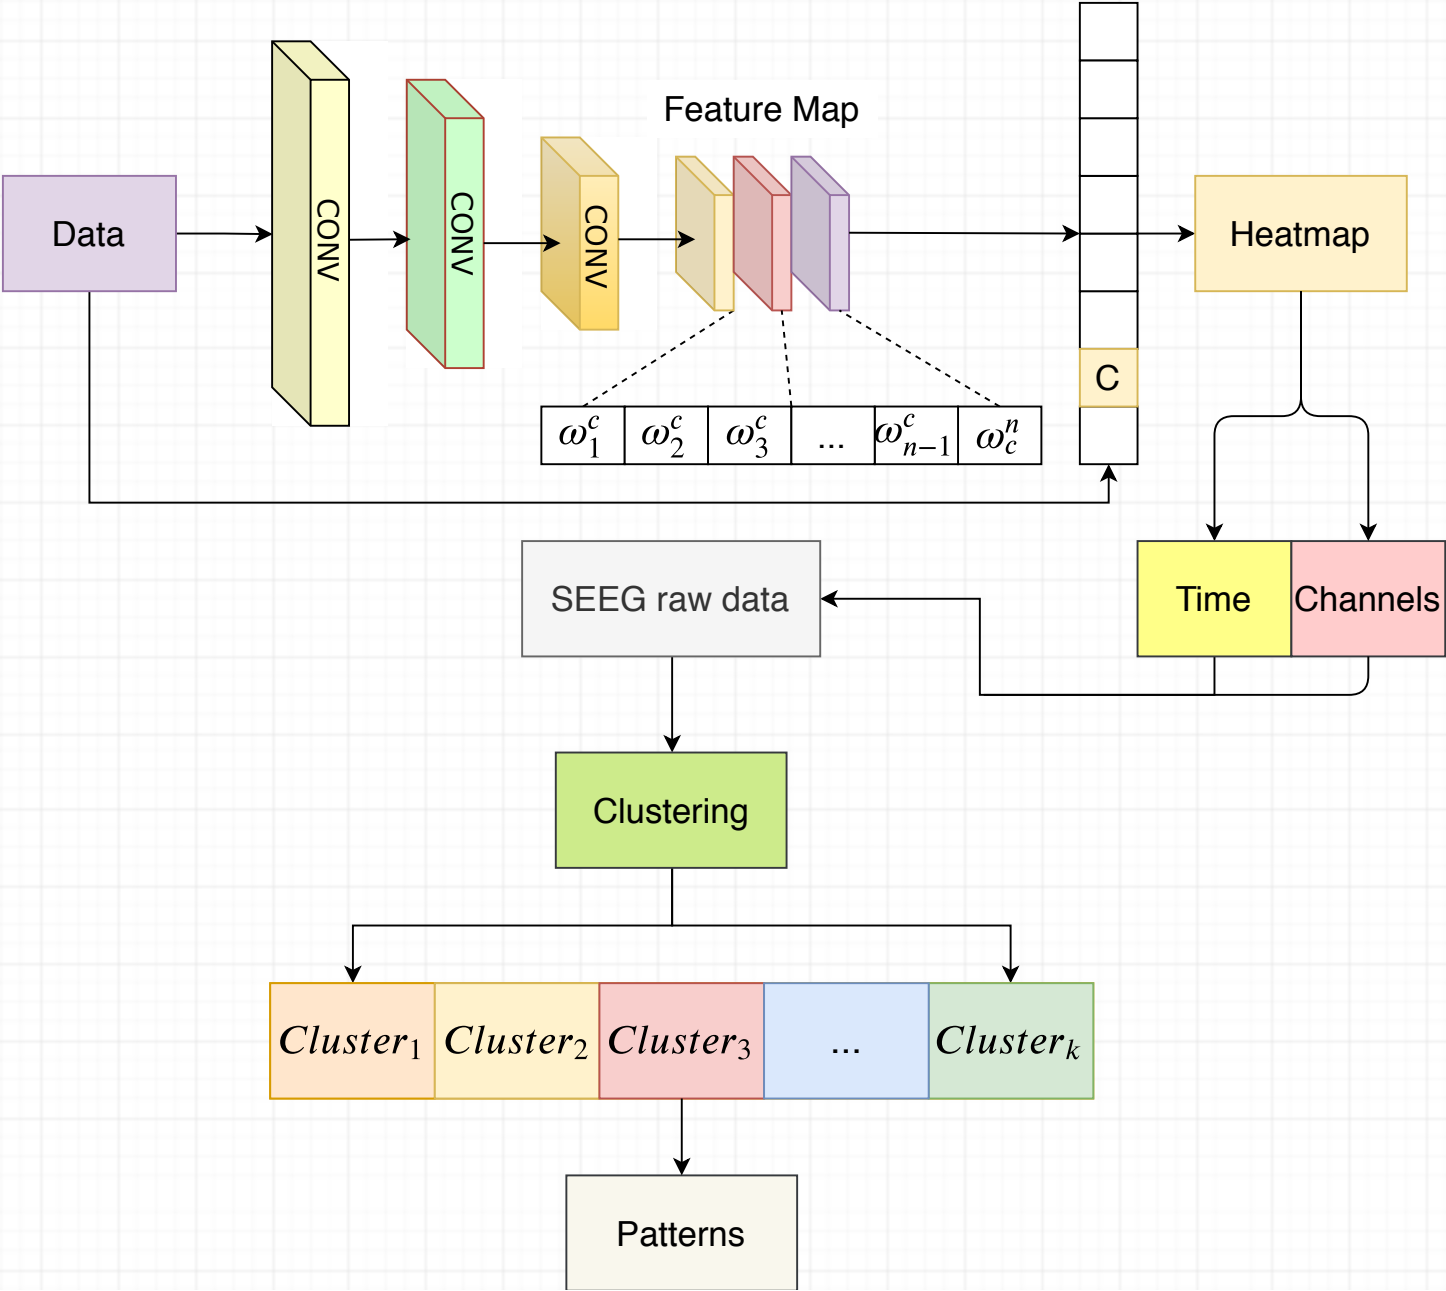 Feature Map
Data
CONV
CONV
CONV
Heatmap
C
ω₁ᶜ ω₂ᶜ ω₃ᶜ ... ωₙ₋₁ᶜ ω_cⁿ
SEEG raw data
Time Channels
Clustering
Cluster₁ Cluster₂ Cluster₃ ... Clusterₖ
Patterns